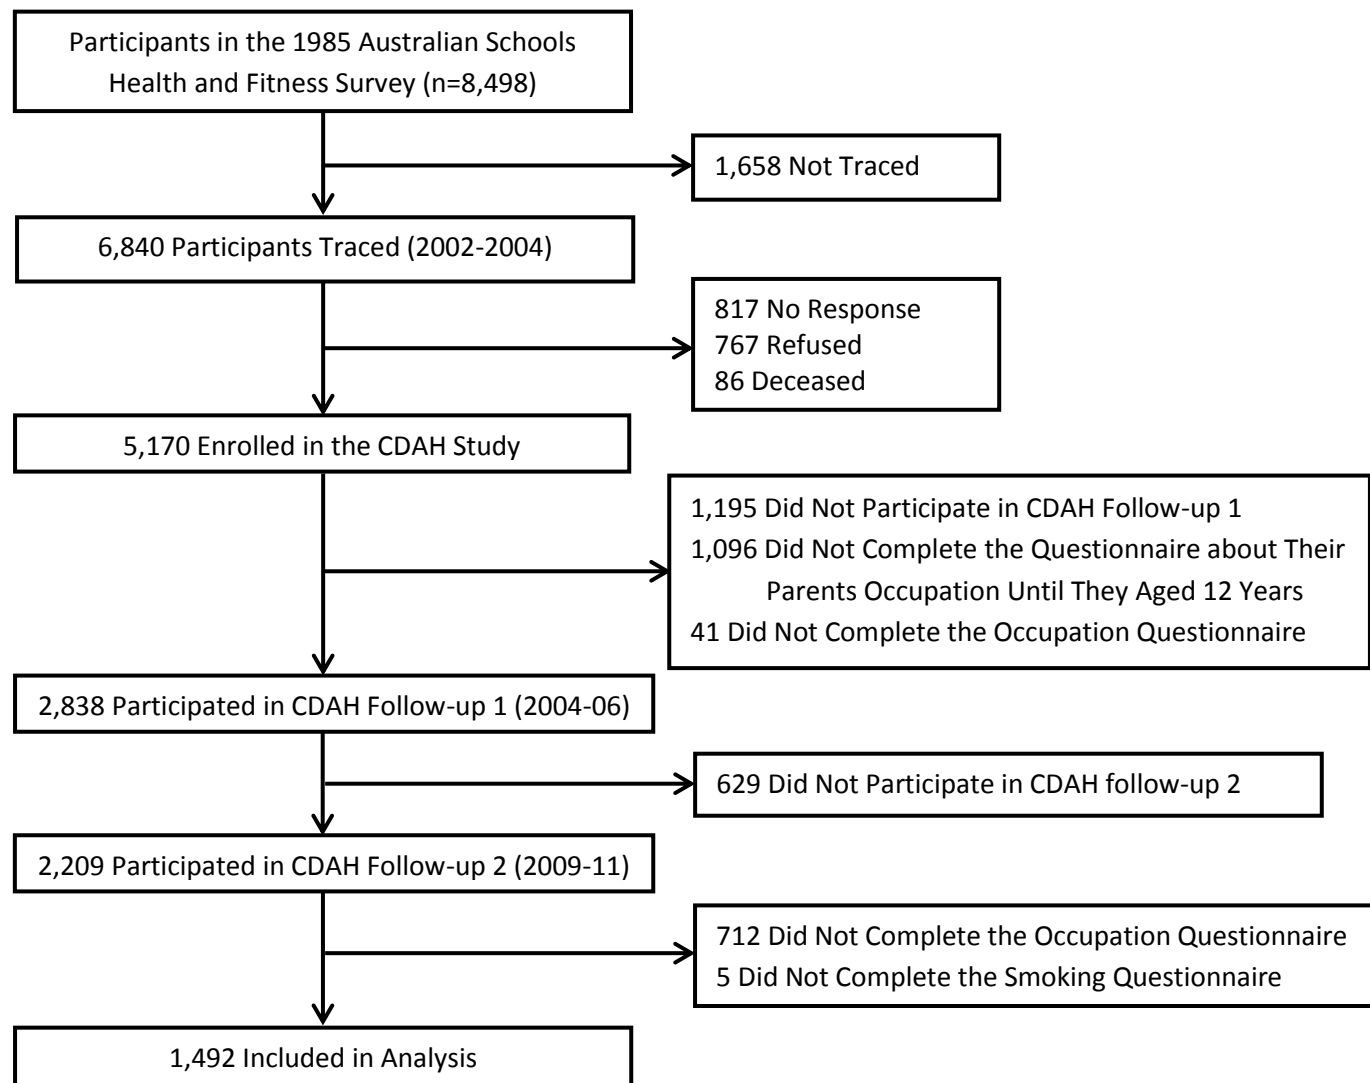 Participants in the 1985 Australian Schools
Health and Fitness Survey (n=8,498)
1,658 Not Traced
6,840 Participants Traced (2002-2004)
817 No Response
767 Refused
86 Deceased
5,170 Enrolled in the CDAH Study
1,195 Did Not Participate in CDAH Follow-up 1
1,096 Did Not Complete the Questionnaire about Their
Parents Occupation Until They Aged 12 Years
41 Did Not Complete the Occupation Questionnaire
2,838 Participated in CDAH Follow-up 1 (2004-06)
629 Did Not Participate in CDAH follow-up 2
2,209 Participated in CDAH Follow-up 2 (2009-11)
712 Did Not Complete the Occupation Questionnaire
5 Did Not Complete the Smoking Questionnaire
1,492 Included in Analysis